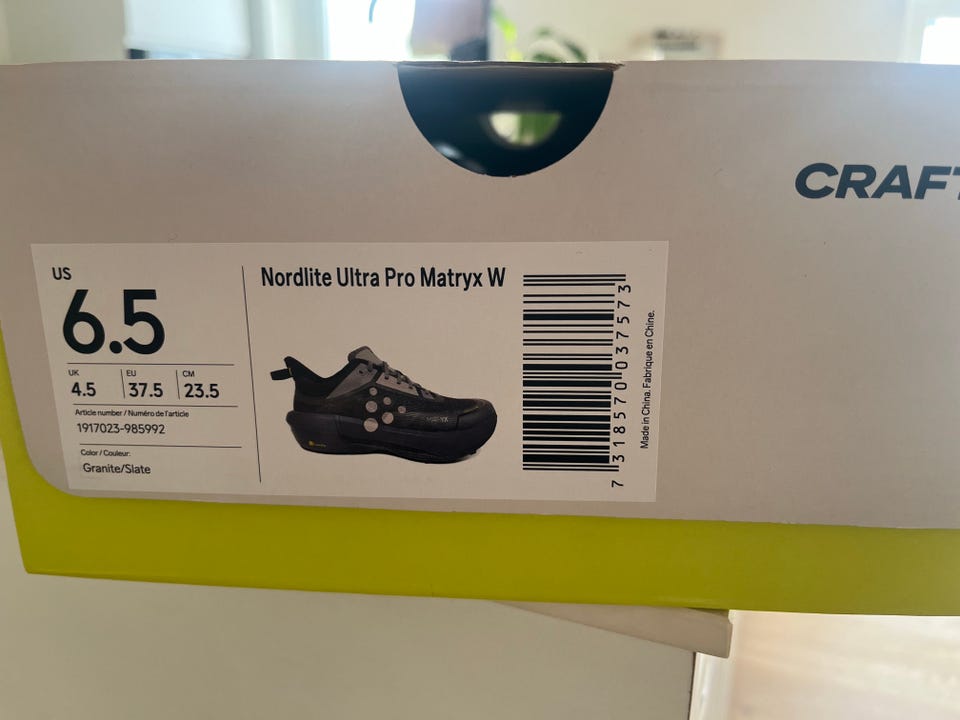 CRAFT
US
6.5
UK EU CM
4.5 37.5 23.5
Article number / Numéro de l'article
1917023-985992
Color / Couleur:
Granite/Slate
Nordlite Ultra Pro Matryx W
MATRYX
7 318570 037573
Made in China. Fabriqué en Chine.